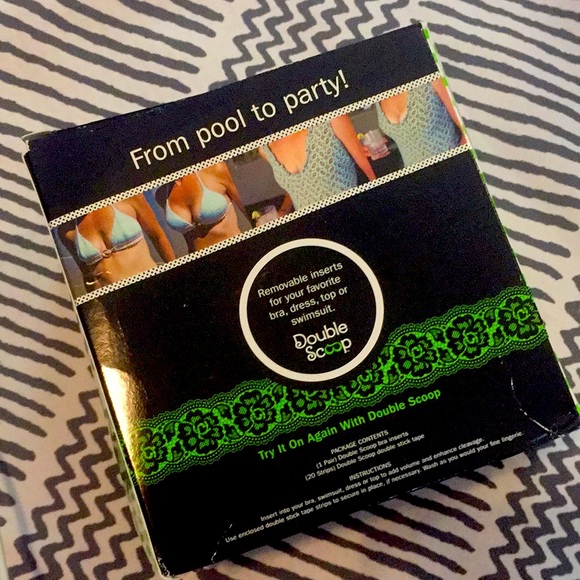 From pool to party!
Removable inserts
for your favorite
bra, dress, top or
swimsuit.
Double
Scoop
Try It On Again With Double Scoop
PACKAGE CONTENTS
(1 Pair) Double Scoop bra inserts
(20 Strips) Double Scoop double stick tape
INSTRUCTIONS
Insert into your bra, swimsuit, dress or top to add volume and enhance cleavage.
Use enclosed double stick tape strips to secure in place, if necessary. Wash as you would your fine lingerie.